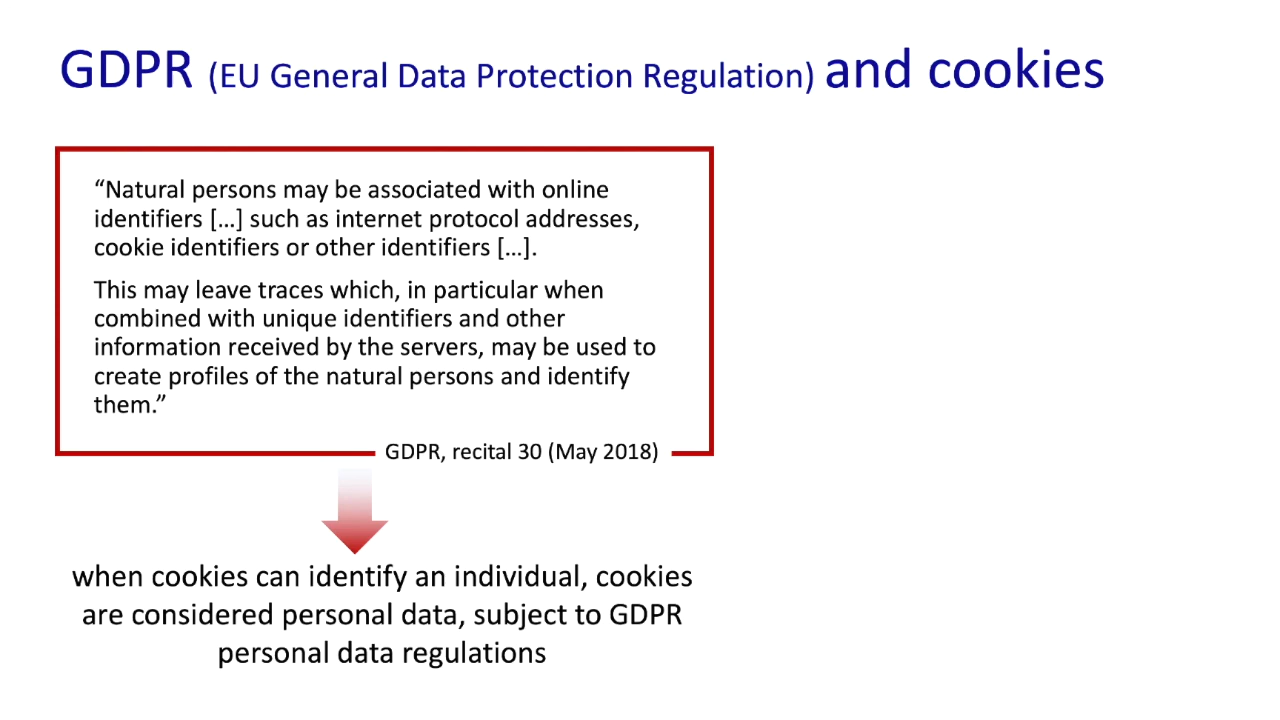 GDPR (EU General Data Protection Regulation) and cookies
“Natural persons may be associated with online
identifiers […] such as internet protocol addresses,
cookie identifiers or other identifiers […].
This may leave traces which, in particular when
combined with unique identifiers and other
information received by the servers, may be used to
create profiles of the natural persons and identify
them.”
GDPR, recital 30 (May 2018)
when cookies can identify an individual, cookies
are considered personal data, subject to GDPR
personal data regulations